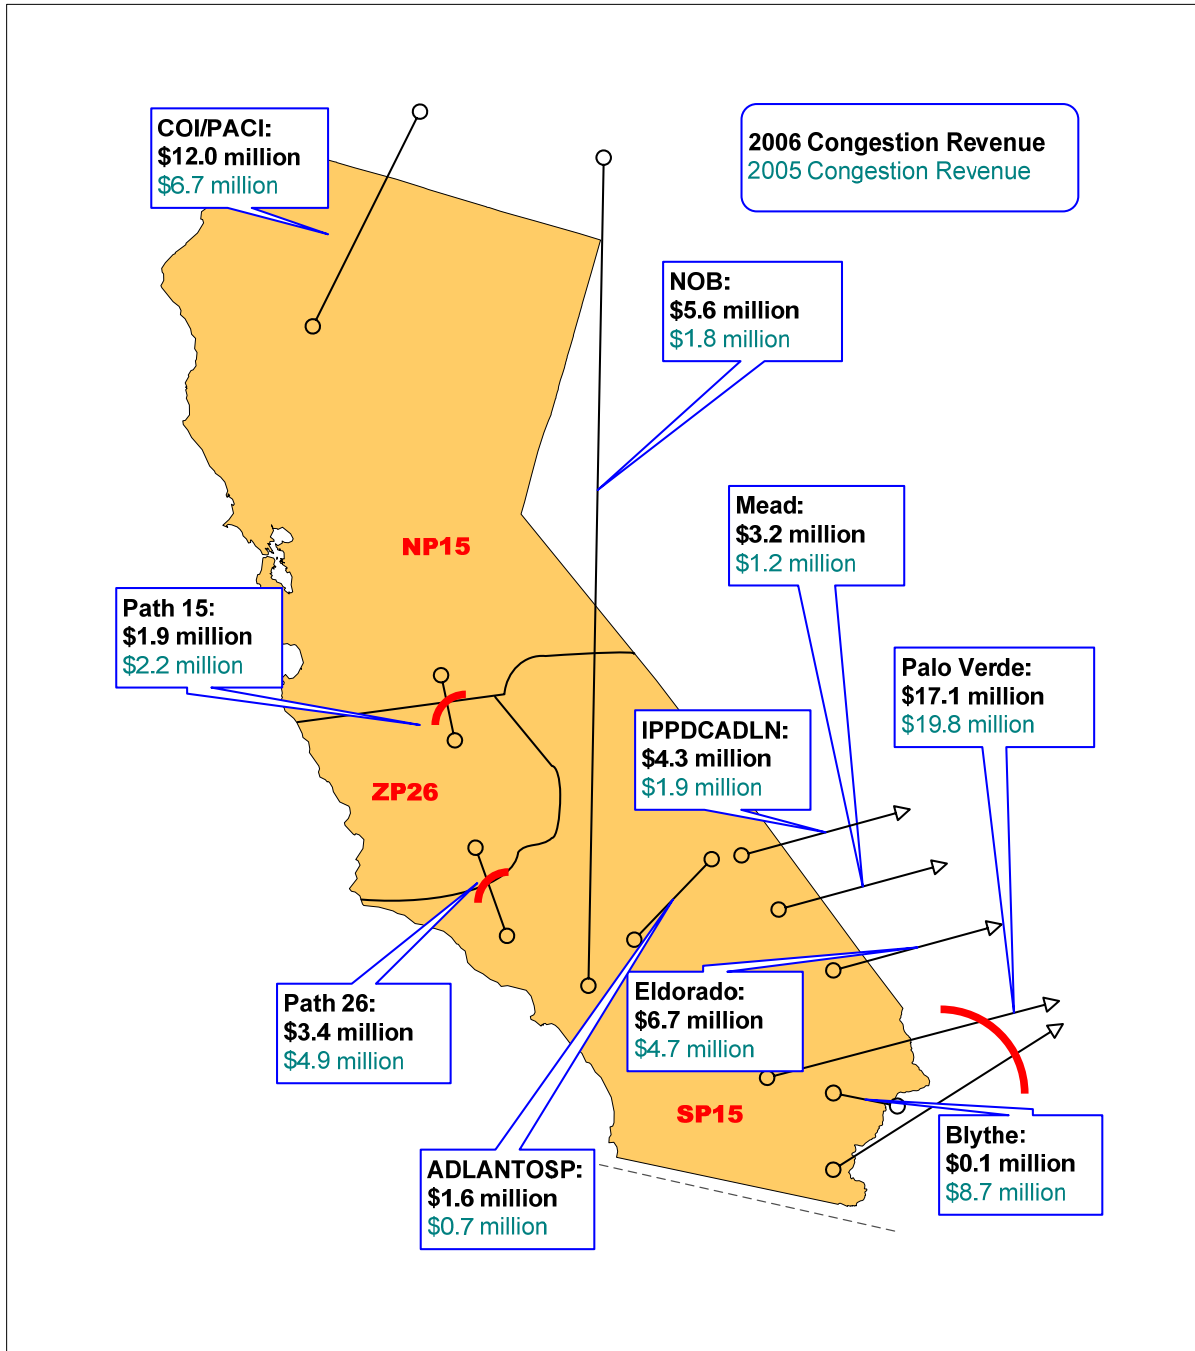 COI/PACI:
$12.0 million
$6.7 million
2006 Congestion Revenue
2005 Congestion Revenue
NOB:
$5.6 million
$1.8 million
Mead:
$3.2 million
$1.2 million
NP15
Path 15:
$1.9 million
$2.2 million
Palo Verde:
$17.1 million
$19.8 million
IPPDCADLN:
$4.3 million
$1.9 million
ZP26
Path 26:
$3.4 million
$4.9 million
Eldorado:
$6.7 million
$4.7 million
SP15
Blythe:
$0.1 million
$8.7 million
ADLANTOSP:
$1.6 million
$0.7 million